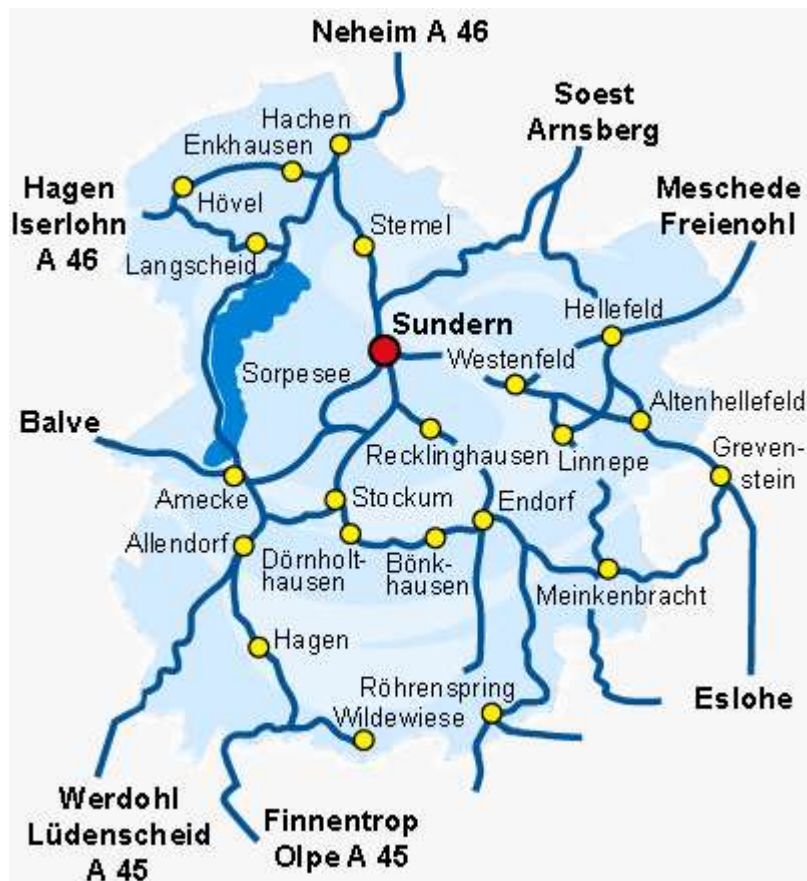 Neheim A 46
Soest
Arnsberg
Hachen
Enkhausen
Hagen
Iserlohn
A 46
Hövel
Meschede
Freienohl
Stemel
Langscheid
Hellefeld
Sundern
Westenfeld
Sorpesee
Altenhellefeld
Balve
Recklinghausen
Linnepe
Greven-
stein
Amecke
Stockum
Endorf
Allendorf
Dörnholt-
hausen
Bönk-
hausen
Meinkenbracht
Hagen
Röhrenspring
Wildewiese
Eslohe
Werdohl
Lüdenscheid
A 45
Finnentrop
Olpe A 45